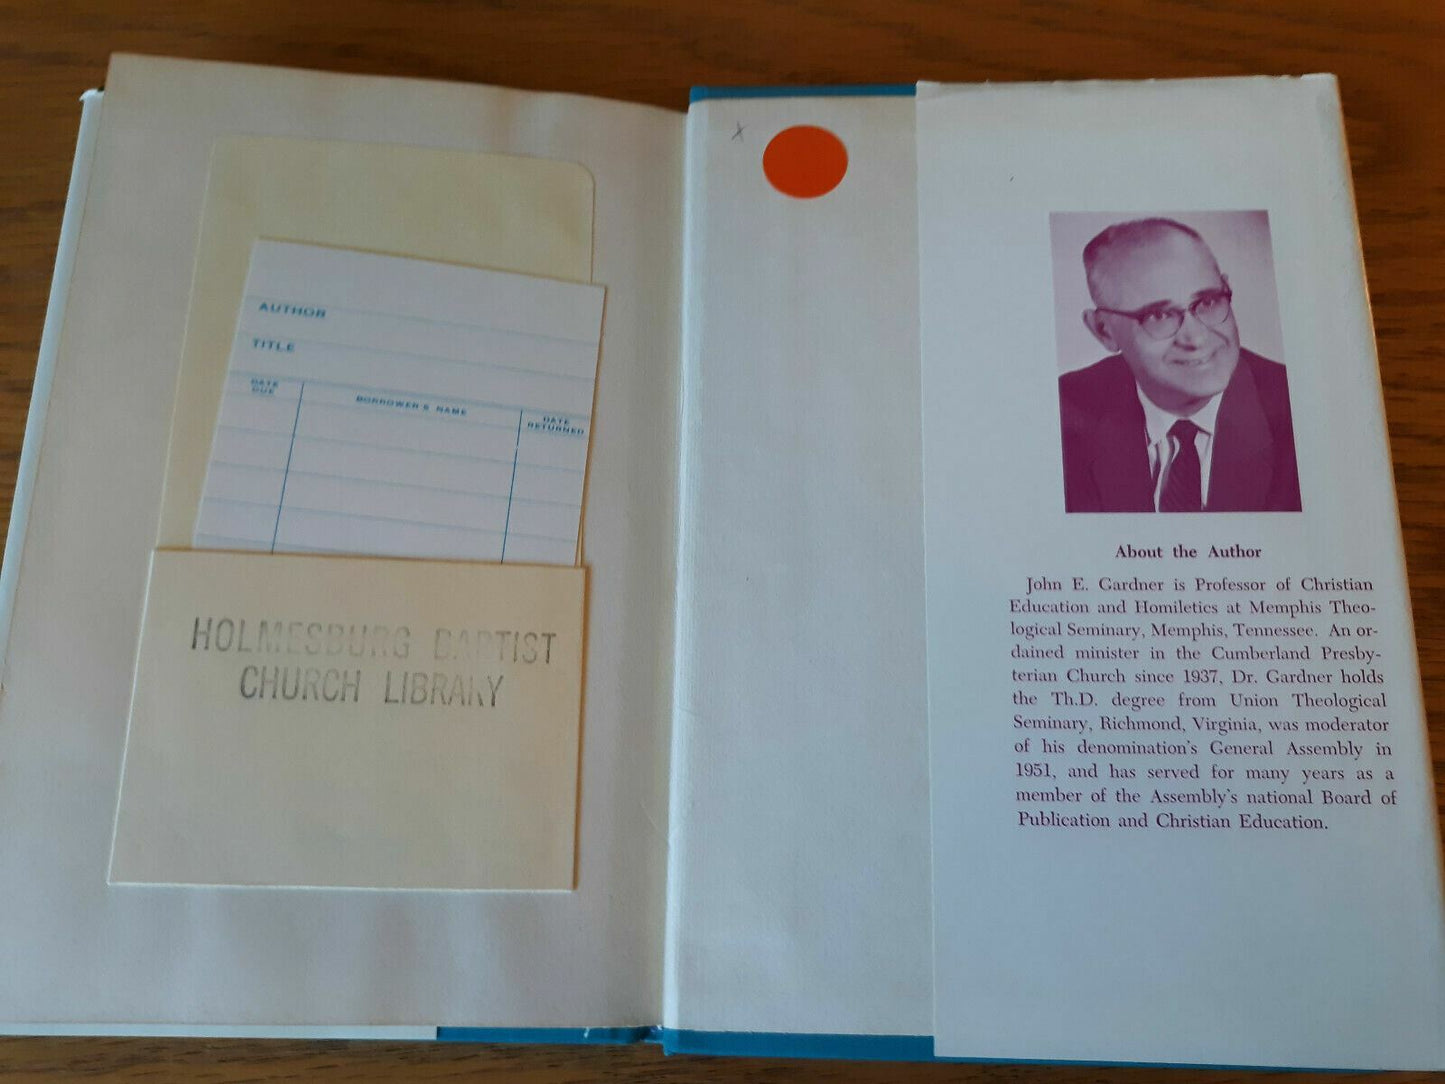 AUTHOR
TITLE
DATE DUE
BORROWER'S NAME
DATE RETURNED
HOLMESBURG BAPTIST
CHURCH LIBRARY
About the Author
John E. Gardner is Professor of Christian
Education and Homiletics at Memphis Theo-
logical Seminary, Memphis, Tennessee. An or-
dained minister in the Cumberland Presby-
terian Church since 1937, Dr. Gardner holds
the Th.D. degree from Union Theological
Seminary, Richmond, Virginia, was moderator
of his denomination's General Assembly in
1951, and has served for many years as a
member of the Assembly's national Board of
Publication and Christian Education.